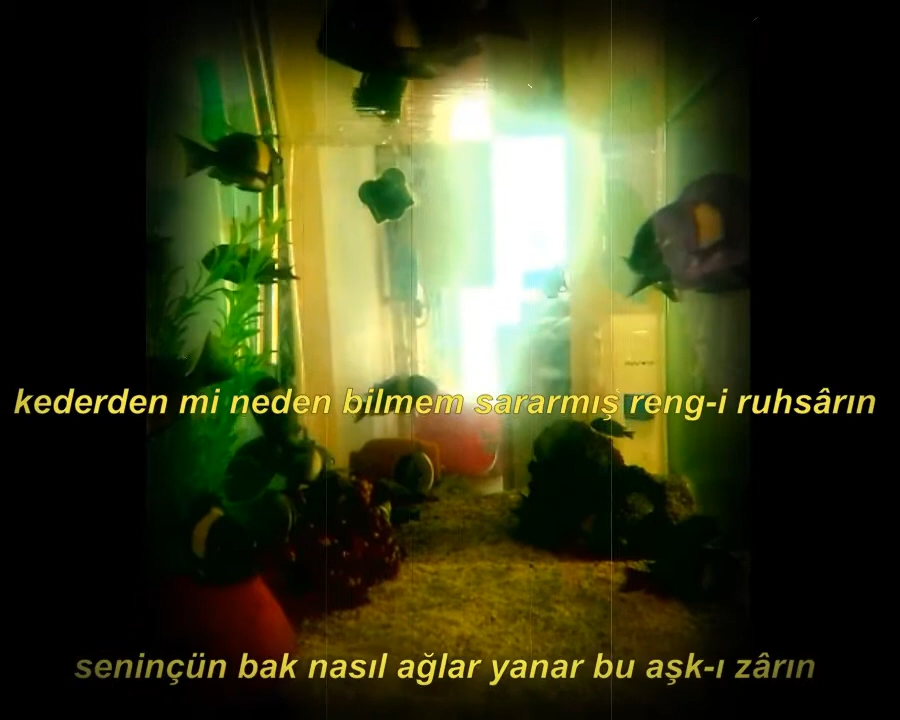 kederden mi neden bilmem sararmış reng-i ruhsârın
seninçün bak nasıl ağlar yanar bu aşk-ı zârın